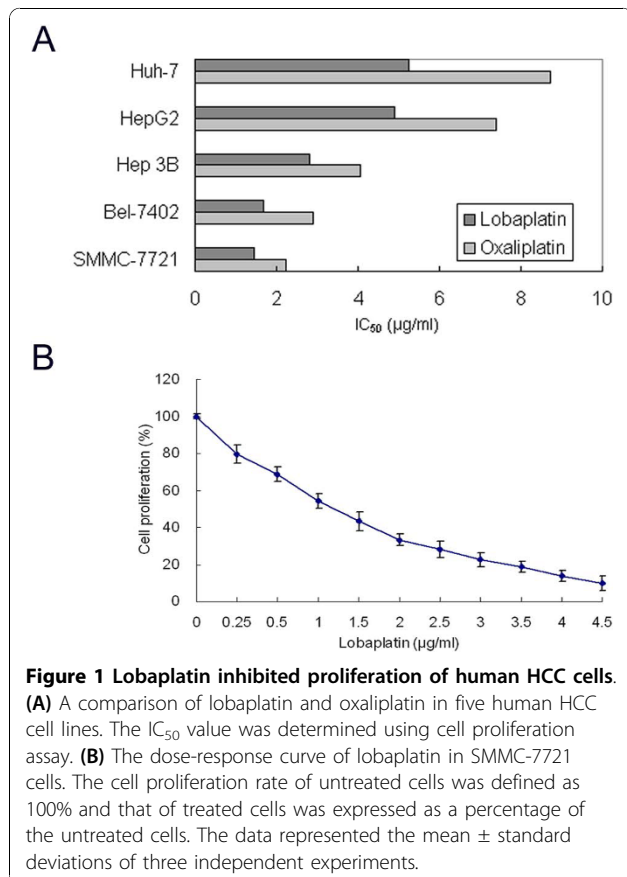 A
Huh-7
HepG2
Hep 3B
Bel-7402
SMMC-7721
Lobaplatin
Oxaliplatin
0 2 4 6 8 10
IC₅₀ (µg/ml)
B
Cell proliferation (%)
120
100
80
60
40
20
0
0 0.25 0.5 1 1.5 2 2.5 3 3.5 4 4.5
Lobaplatin (µg/ml)
Figure 1 Lobaplatin inhibited proliferation of human HCC cells.
(A) A comparison of lobaplatin and oxaliplatin in five human HCC
cell lines. The IC₅₀ value was determined using cell proliferation
assay. (B) The dose-response curve of lobaplatin in SMMC-7721
cells. The cell proliferation rate of untreated cells was defined as
100% and that of treated cells was expressed as a percentage of
the untreated cells. The data represented the mean ± standard
deviations of three independent experiments.